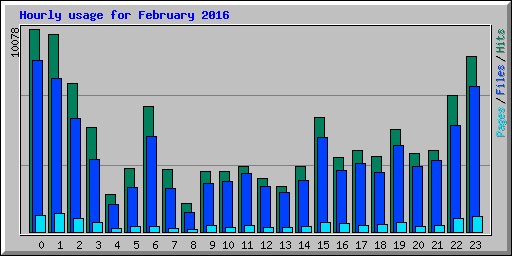 Hourly usage for February 2016
10078
Pages/Files/Hits
0 1 2 3 4 5 6 7 8 9 10 11 12 13 14 15 16 17 18 19 20 21 22 23